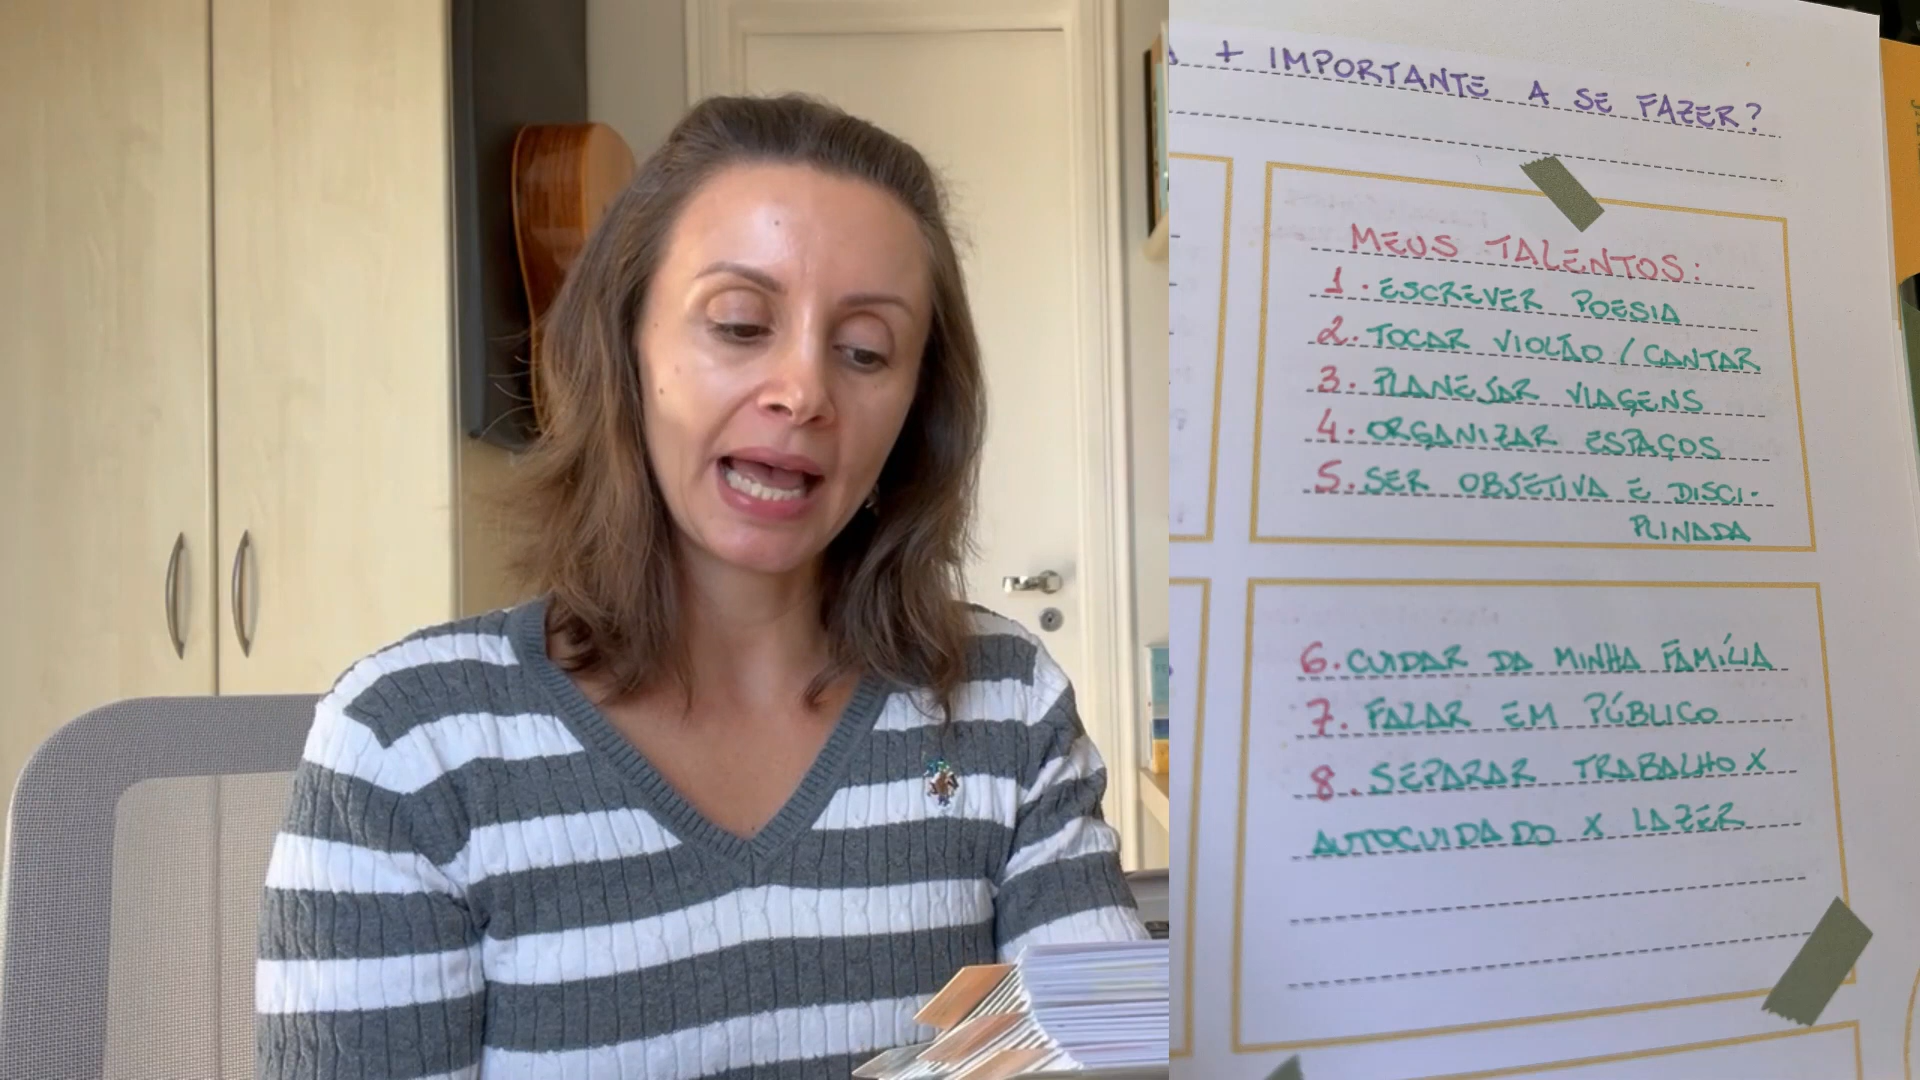 + IMPORTANTE A SE FAZER?
MEUS TALENTOS:
1. ESCREVER POESIA
2. TOCAR VIOLÃO / CANTAR
3. PLANEJAR VIAGENS
4. ORGANIZAR ESPAÇOS
5. SER OBJETIVA E DISCI-
PLINADA
6. CUIDAR DA MINHA FAMÍLIA
7. FALAR EM PÚBLICO
8. SEPARAR TRABALHO X
AUTOCUIDADO X LAZER